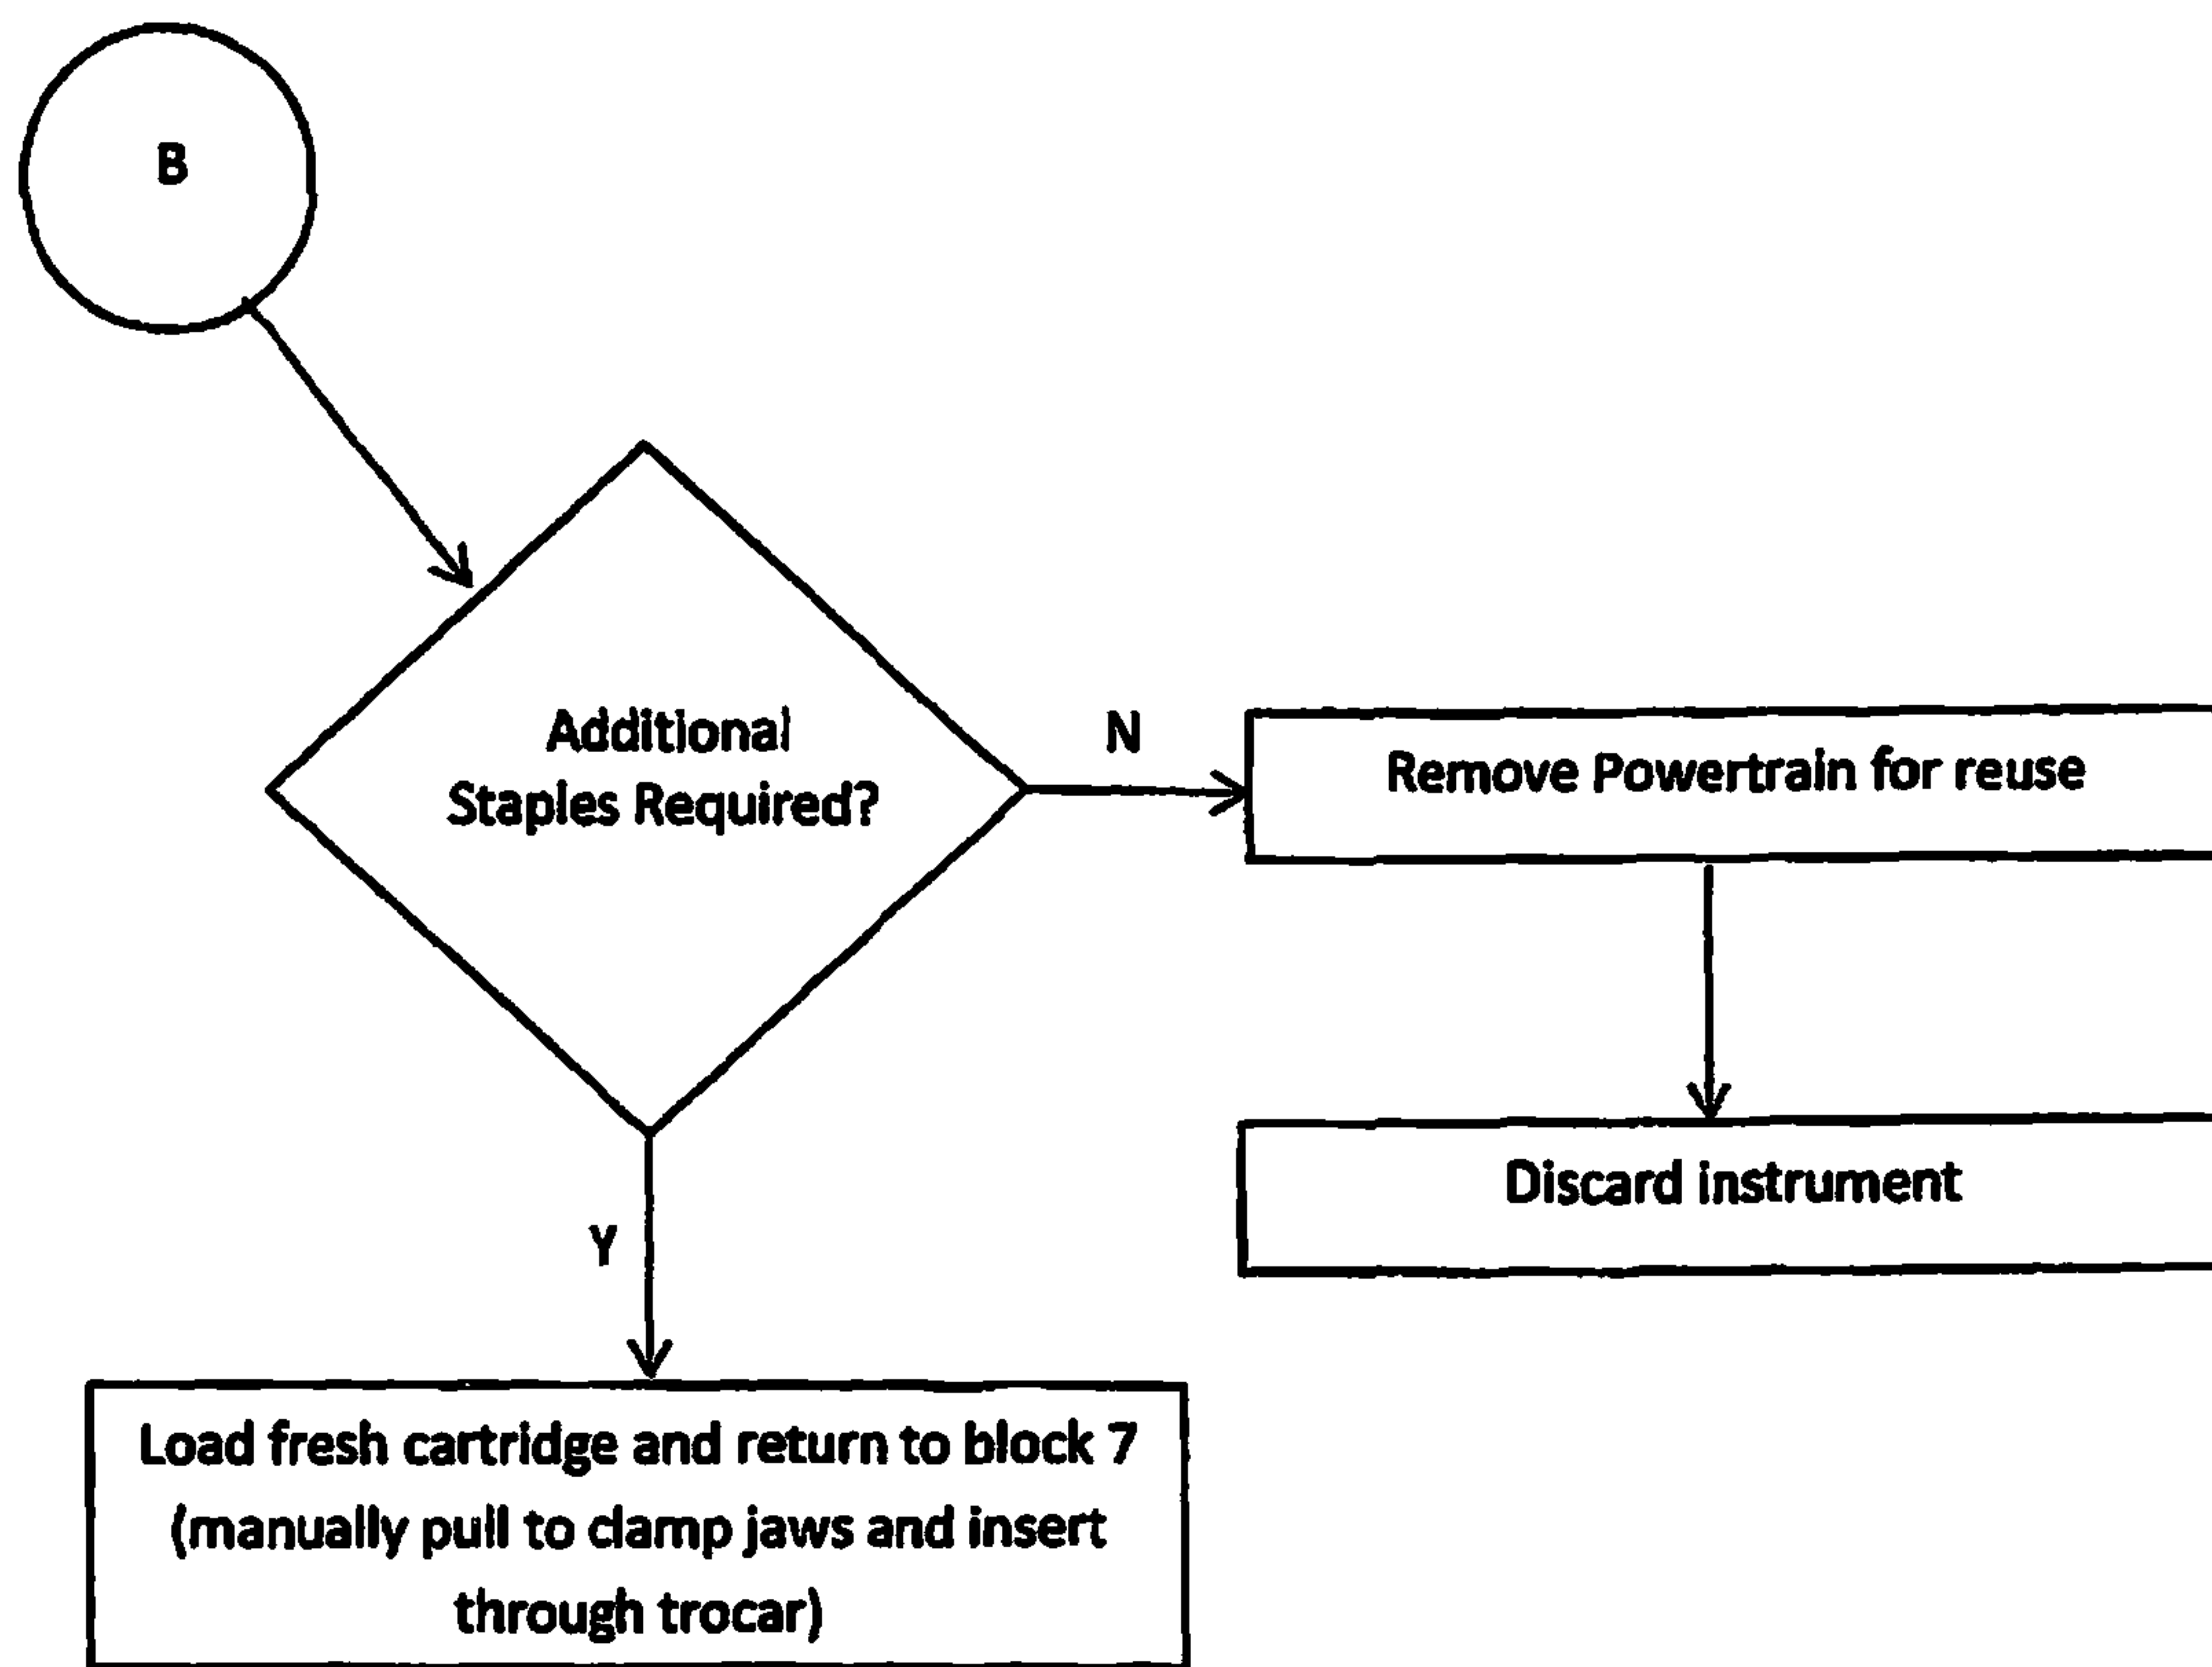 B
Additional
Staples Required?
N
Remove Powertrain for reuse
Discard instrument
Y
Load fresh cartridge and return to block 7
(manually pull to clamp jaws and insert
through trocar)